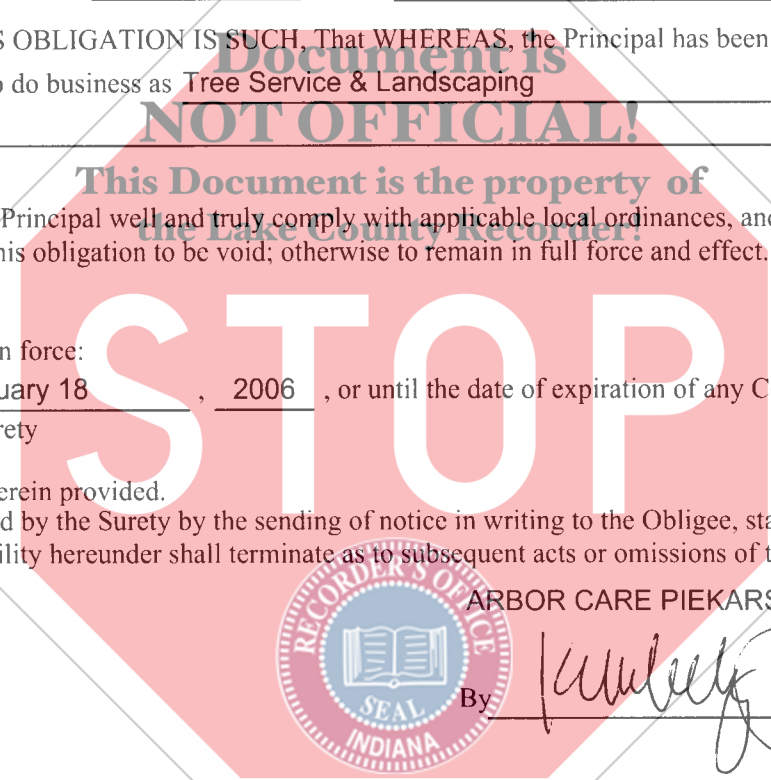 S OBLIGATION IS SUCH, That WHEREAS, the Principal has been
Document is
o do business as Tree Service & Landscaping
NOT OFFICIAL!
This Document is the property of
Principal well and truly comply with applicable local ordinances, and
the Lake County Recorder!
his obligation to be void; otherwise to remain in full force and effect.
STOP
n force:
uary 18 , 2006 , or until the date of expiration of any C
rety
erein provided.
d by the Surety by the sending of notice in writing to the Obligee, sta
ility hereunder shall terminate as to subsequent acts or omissions of t
RECORDER'S OFFICE
SEAL
INDIANA
ARBOR CARE PIEKARS
By